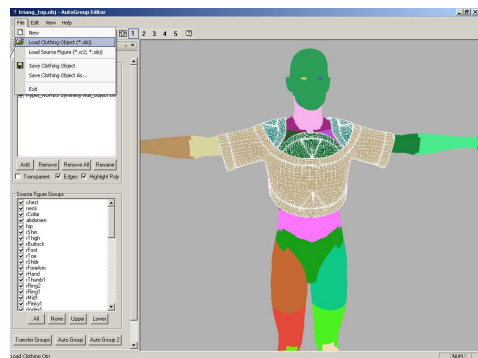 triang_top.obj - AutoGroup Editor
File Edit View Help
New
Load Clothing Object (*.obj)
Load Source Figure (*.cr2; *.obj)
Save Clothing Object
Save Clothing Object As...
Exit
1 2 3 4 5
Add Remove Remove All Rename
Transparent Edges Highlight Poly
Source Figure Groups
chest
neck
rCollar
abdomen
hip
rShin
rThigh
rButtock
rFoot
rToe
rShldr
rForeArm
rHand
rThumb1
rRing2
rRing1
rMid1
rPinky1
All None Upper Lower
Transfer Groups Auto Group Auto Group 2
Load Clothing Obj
NUM